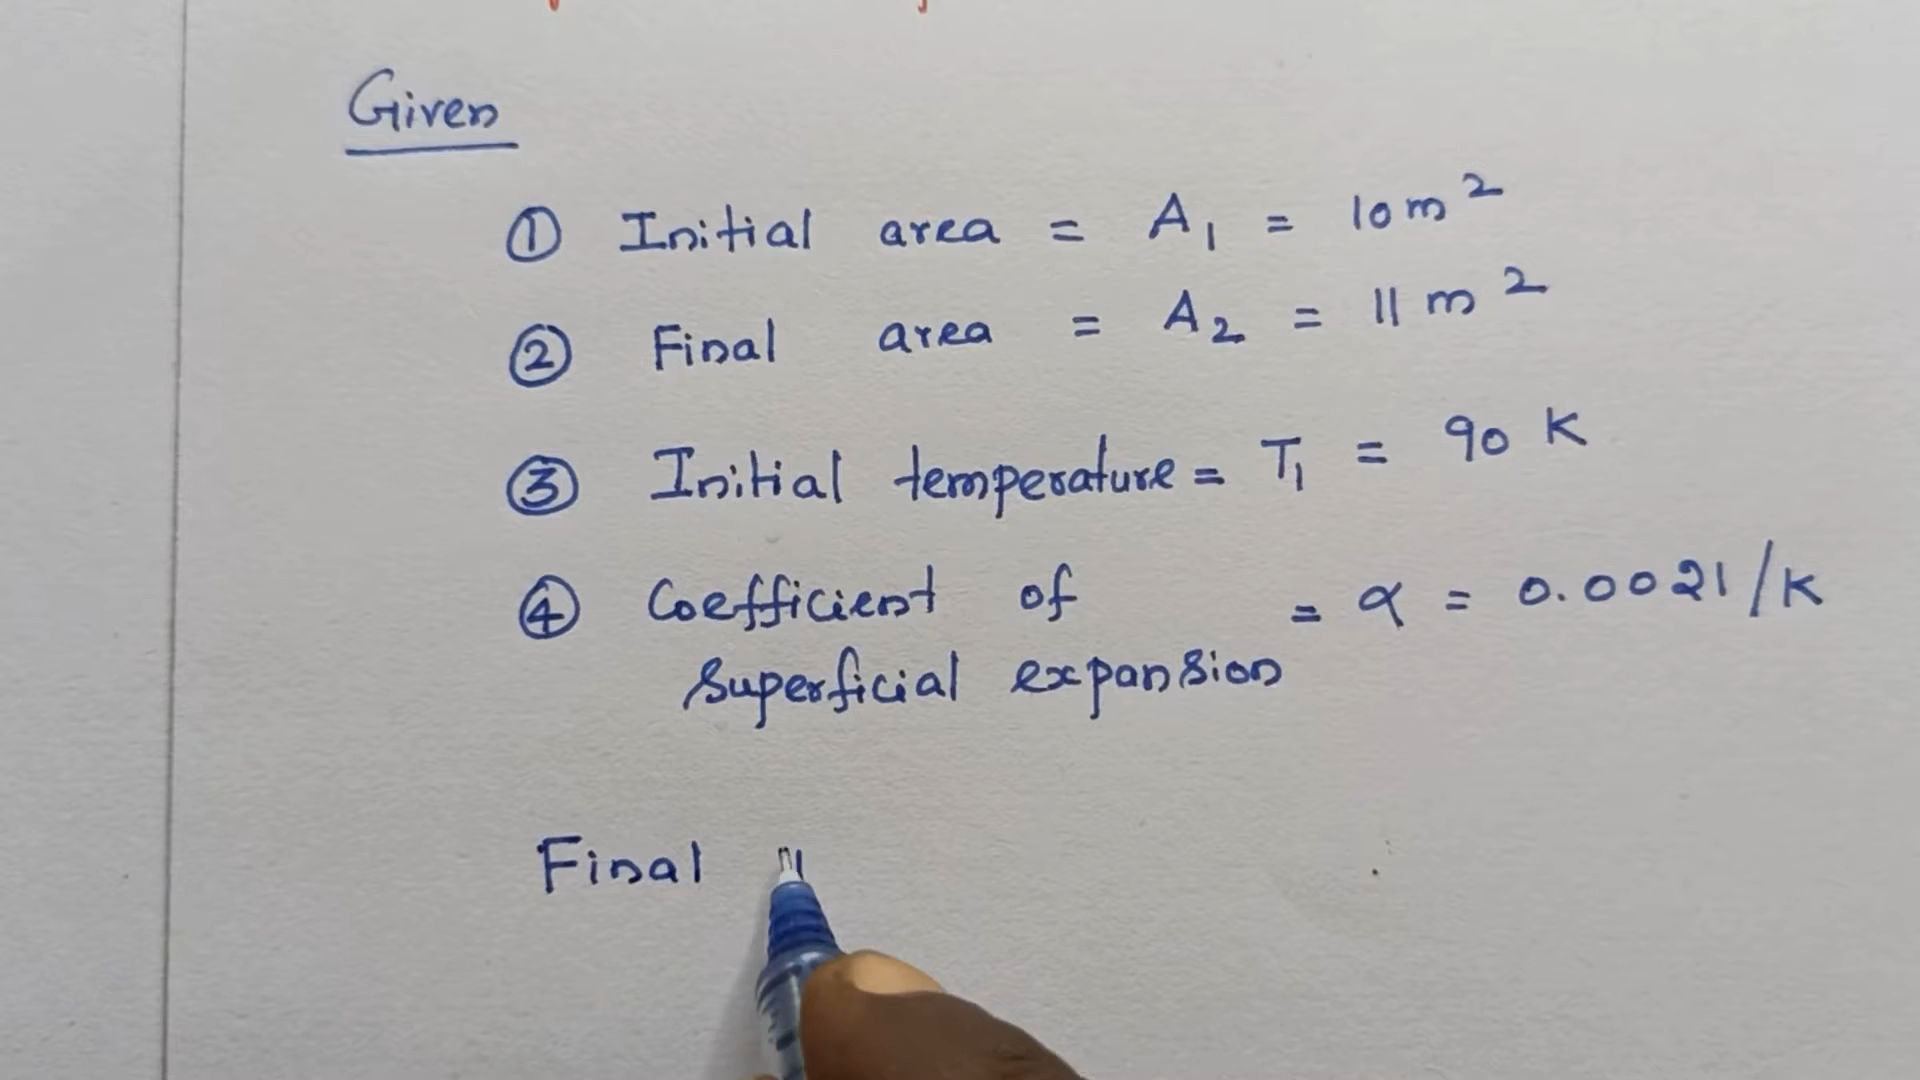 Given
① Initial area = A₁ = 10 m²
② Final area = A₂ = 11 m²
③ Initial temperature = T₁ = 90 K
④ Coefficient of
superficial expansion = α = 0.0021/K
Final